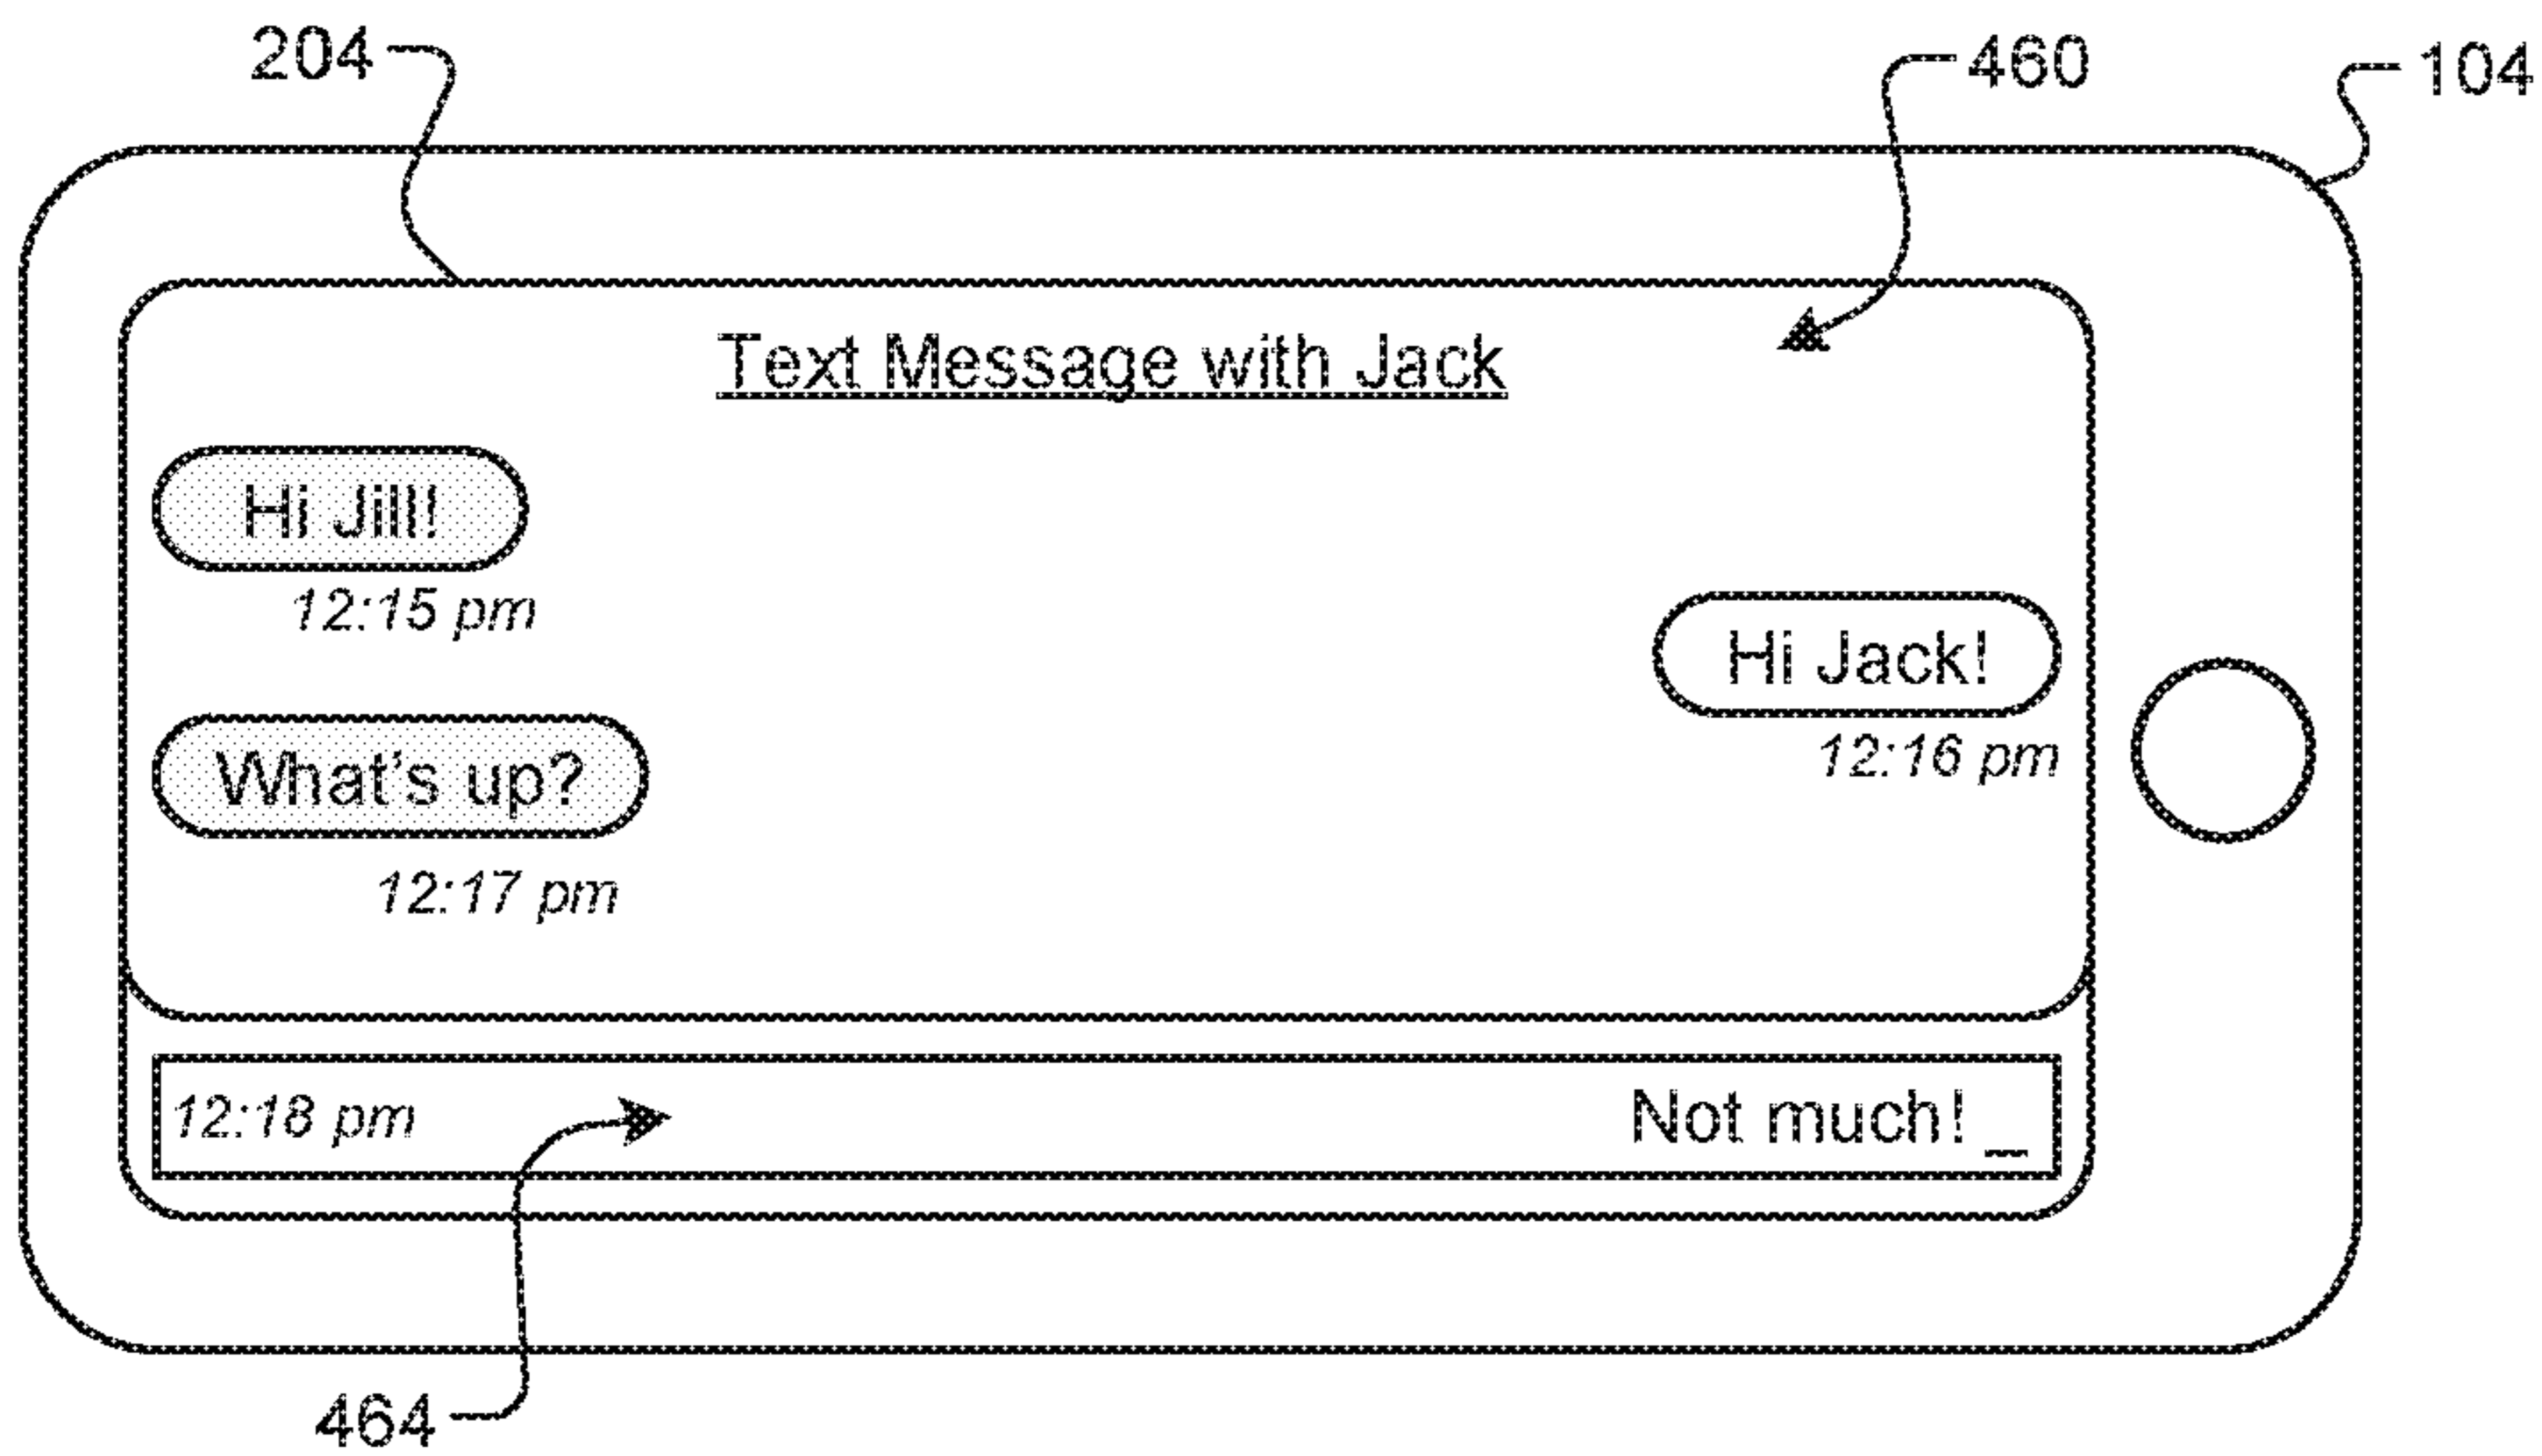 204
460
104
Text Message with Jack
Hi Jill!
12:15 pm
Hi Jack!
12:16 pm
What's up?
12:17 pm
12:18 pm Not much! _
464